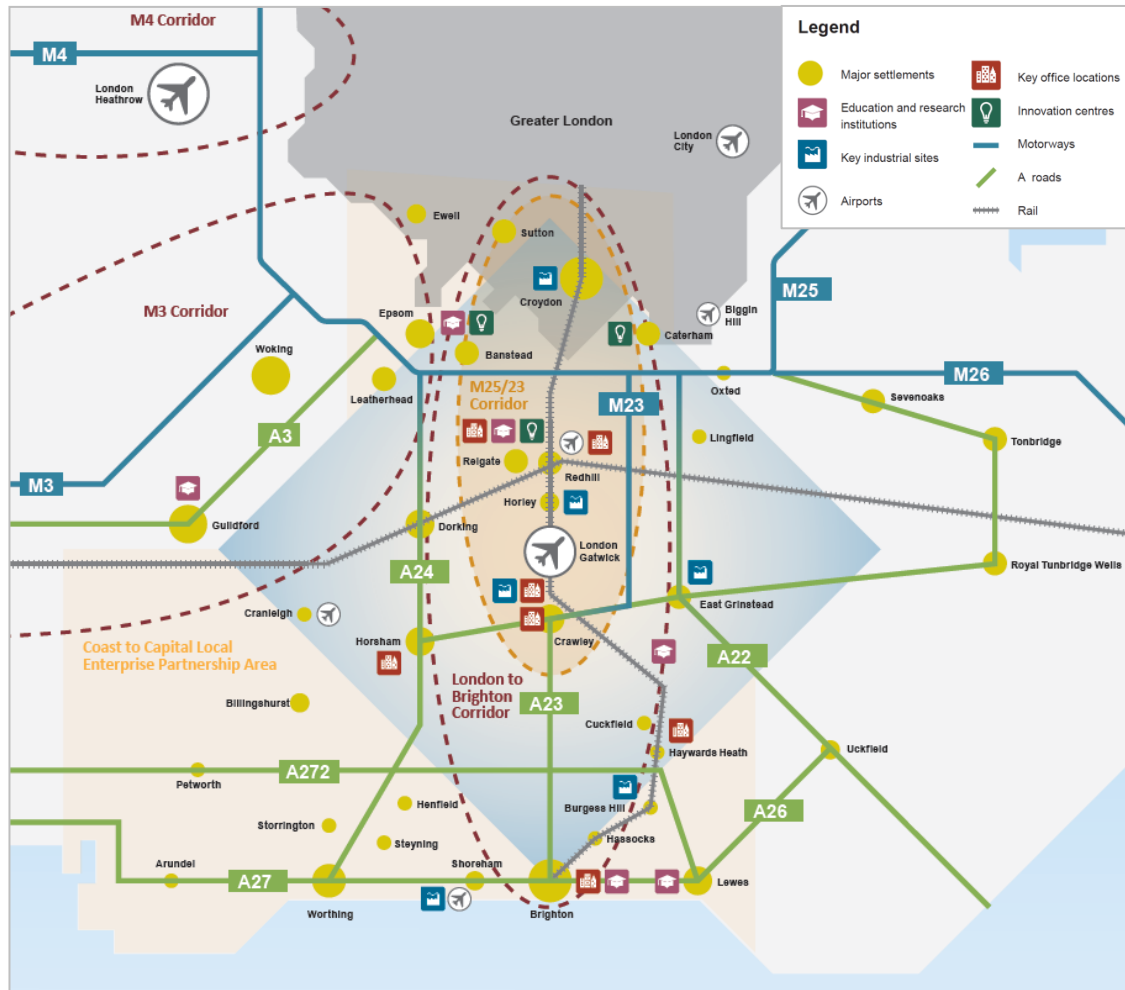 M4 Corridor
M4
London
Heathrow
Greater London
London
City
Legend
Major settlements
Education and research
institutions
Key industrial sites
Airports
Key office locations
Innovation centres
Motorways
A roads
Rail
Ewell
Sutton
Croydon
M25
Biggin
Hill
M3 Corridor
Epsom
Caterham
Woking
Banstead
Leatherhead
M25/23
Corridor
M23
Oxted
M26
Sevenoaks
A3
Lingfield
Tonbridge
Reigate
Redhill
M3
Horley
Guildford
Dorking
London
Gatwick
A24
Royal Tunbridge Wells
East Grinstead
Cranleigh
Horsham
Crawley
Coast to Capital Local
Enterprise Partnership Area
A22
London to
Brighton
Corridor
A23
Billingshurst
Cuckfield
Haywards Heath
Uckfield
A272
Petworth
Henfield
Burgess Hill
A26
Storrington
Steyning
Hassocks
Arundel
Shoreham
A27
Lewes
Worthing
Brighton